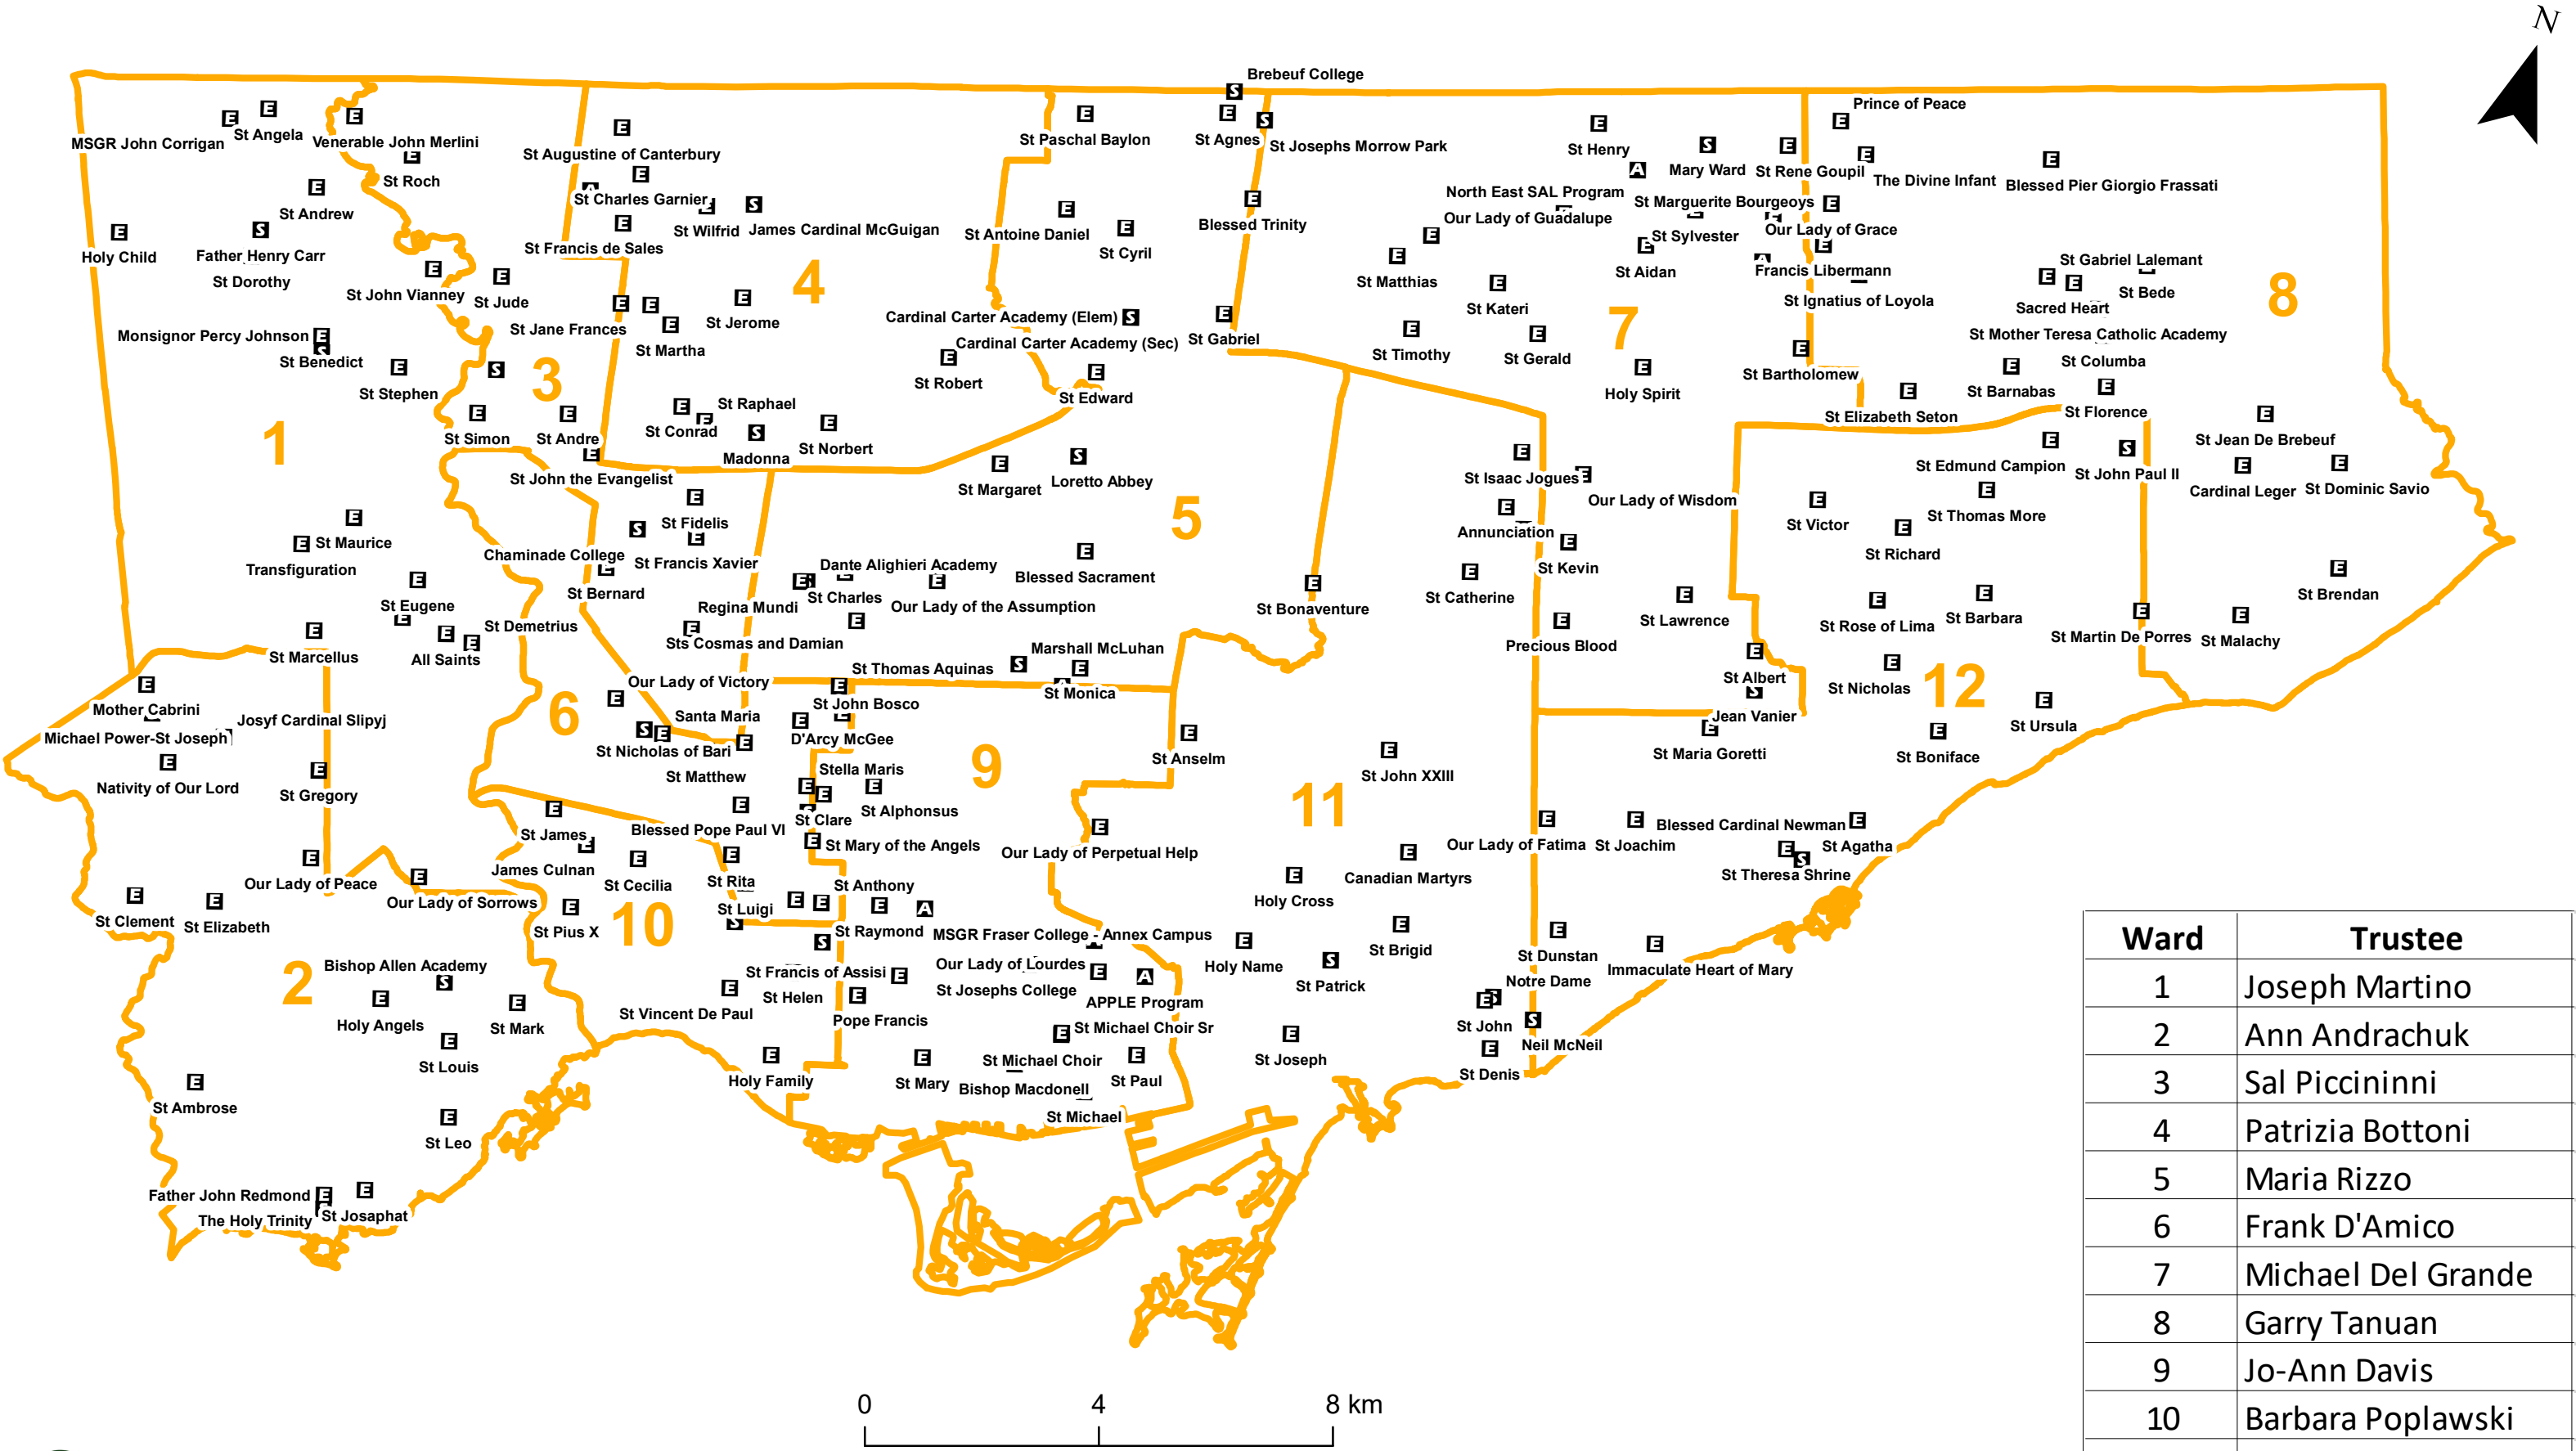 N
Brebeuf College
Prince of Peace
MSGR John Corrigan
St Angela
Venerable John Merlini
St Paschal Baylon
St Agnes
St Josephs Morrow Park
St Henry
St Augustine of Canterbury
Mary Ward
St Rene Goupil
The Divine Infant
Blessed Pier Giorgio Frassati
St Roch
St Andrew
St Charles Garnier
North East SAL Program
St Marguerite Bourgeoys
Our Lady of Guadalupe
Blessed Trinity
St Wilfrid
James Cardinal McGuigan
St Antoine Daniel
St Sylvester
Our Lady of Grace
St Francis de Sales
Holy Child
Father Henry Carr
St Cyril
St Gabriel Lalemant
St Aidan
Francis Libermann
St Dorothy
4
St Matthias
St John Vianney
St Jude
St Bede
8
St Ignatius of Loyola
Sacred Heart
St Kateri
Cardinal Carter Academy (Elem)
St Jerome
St Jane Frances
7
Monsignor Percy Johnson
St Gabriel
St Mother Teresa Catholic Academy
Cardinal Carter Academy (Sec)
St Martha
St Timothy
St Gerald
St Benedict
St Columba
3
St Robert
St Bartholomew
St Stephen
St Edward
Holy Spirit
St Barnabas
St Raphael
St Florence
St Elizabeth Seton
St Conrad
1
St Simon
St Andre
St Norbert
St Jean De Brebeuf
Madonna
St John the Evangelist
St Edmund Campion
St John Paul II
St Isaac Jogues
Loretto Abbey
St Margaret
Cardinal Leger
St Dominic Savio
Our Lady of Wisdom
5
St Fidelis
St Victor
St Thomas More
Annunciation
St Maurice
Chaminade College
St Francis Xavier
St Richard
Transfiguration
Dante Alighieri Academy
Blessed Sacrament
St Kevin
St Bernard
St Brendan
St Eugene
Regina Mundi
St Charles
Our Lady of the Assumption
St Bonaventure
St Catherine
St Demetrius
St Lawrence
St Rose of Lima
St Barbara
Sts Cosmas and Damian
Precious Blood
St Martin De Porres
St Malachy
St Marcellus
All Saints
Marshall McLuhan
St Thomas Aquinas
Our Lady of Victory
St Albert
St Nicholas
12
St Monica
Mother Cabrini
Josyf Cardinal Slipyj
6
Santa Maria
St John Bosco
Jean Vanier
St Ursula
Michael Power-St Joseph
D'Arcy McGee
St Nicholas of Bari
St Maria Goretti
St Boniface
St Anselm
9
Stella Maris
St Matthew
St John XXIII
Nativity of Our Lord
St Gregory
St Alphonsus
11
St Clare
St James
Blessed Pope Paul VI
Blessed Cardinal Newman
St Mary of the Angels
Our Lady of Perpetual Help
Our Lady of Fatima
St Joachim
St Agatha
James Culnan
St Theresa Shrine
Our Lady of Peace
St Cecilia
St Rita
St Anthony
Canadian Martyrs
Our Lady of Sorrows
Holy Cross
St Luigi
St Clement
St Elizabeth
10
St Pius X
St Raymond
MSGR Fraser College - Annex Campus
St Brigid
St Dunstan
Bishop Allen Academy
St Francis of Assisi
Our Lady of Lourdes
Holy Name
Immaculate Heart of Mary
2
St Helen
St Josephs College
St Patrick
Notre Dame
APPLE Program
St Vincent De Paul
Pope Francis
Holy Angels
St Mark
St Michael Choir Sr
St John
Neil McNeil
St Louis
St Michael Choir
St Joseph
St Denis
Holy Family
St Mary
Bishop Macdonell
St Paul
St Ambrose
St Michael
St Leo
Father John Redmond
The Holy Trinity
St Josaphat
Ward Trustee
1 Joseph Martino
2 Ann Andrachuk
3 Sal Piccininni
4 Patrizia Bottoni
5 Maria Rizzo
6 Frank D'Amico
7 Michael Del Grande
8 Garry Tanuan
9 Jo-Ann Davis
10 Barbara Poplawski
0 4 8 km